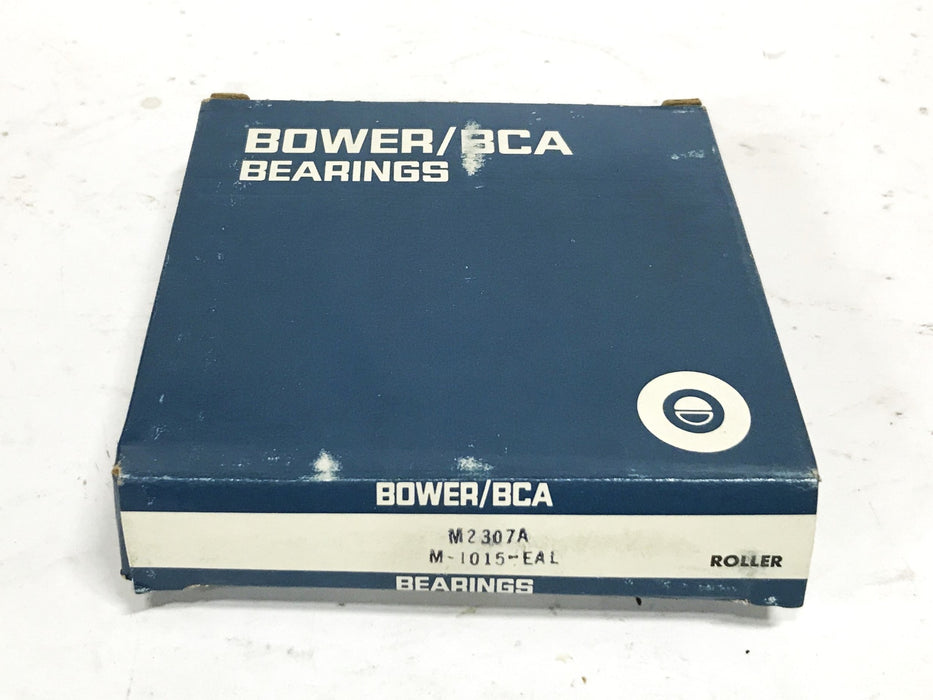 BOWER/BCA
BEARINGS
BOWER/BCA
M2307A
M-1015-EAL
ROLLER
BEARINGS